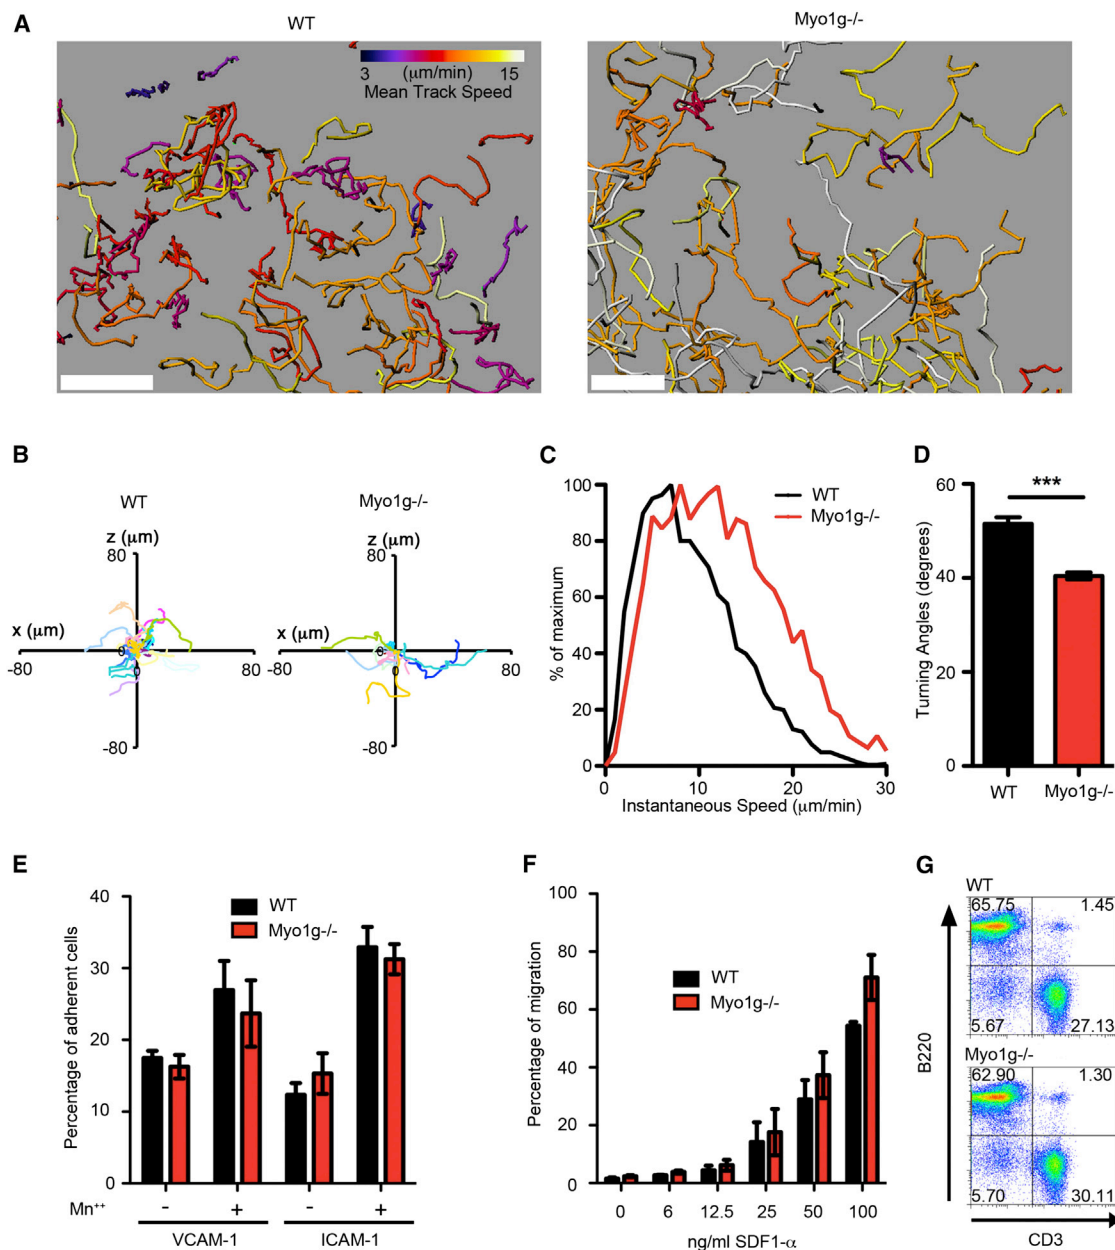 A
WT
Myo1g-/-
3 (μm/min) 15
Mean Track Speed
B
WT
Myo1g-/-
z (μm)
80
x (μm)
-80
0
0
80
-80
z (μm)
80
x (μm)
-80
0
0
80
-80
C
% of maximum
100
80
60
40
20
0
0
10
20
30
Instantaneous Speed (μm/min)
WT
Myo1g-/-
D
Turning Angles (degrees)
60
40
20
0
***
WT
Myo1g-/-
E
Percentage of adherent cells
40
30
20
10
0
WT
Myo1g-/-
Mn++ - + - +
VCAM-1
ICAM-1
F
Percentage of migration
100
80
60
40
20
0
WT
Myo1g-/-
0 6 12.5 25 50 100
ng/ml SDF1-α
G
WT
65.75 1.45
5.67 27.13
Myo1g-/-
62.90 1.30
5.70 30.11
B220
CD3